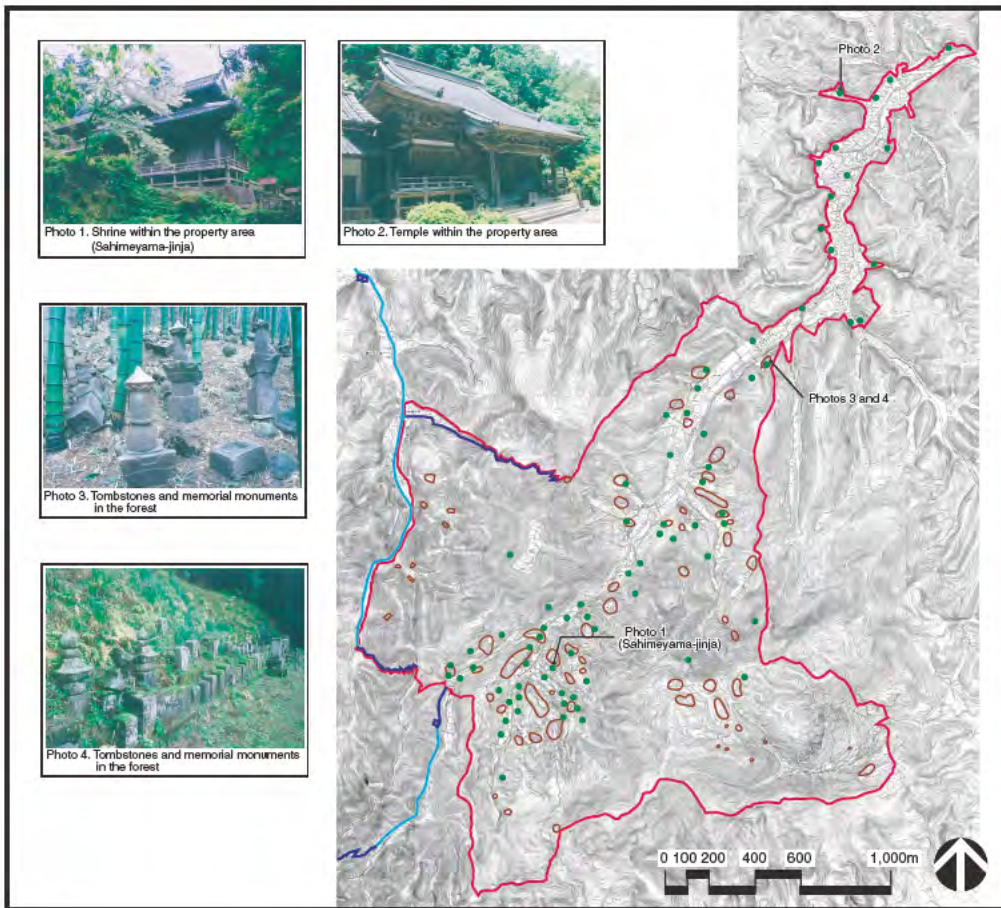 Photo 1. Shrine within the property area
(Sahimeyama-jinja)
Photo 2. Temple within the property area
Photo 3. Tombstones and memorial monuments
in the forest
Photo 4. Tombstones and memorial monuments
in the forest
Photo 2
Photos 3 and 4
Photo 1
(Sahimeyama-jinja)
0 100 200 400 600 1,000m